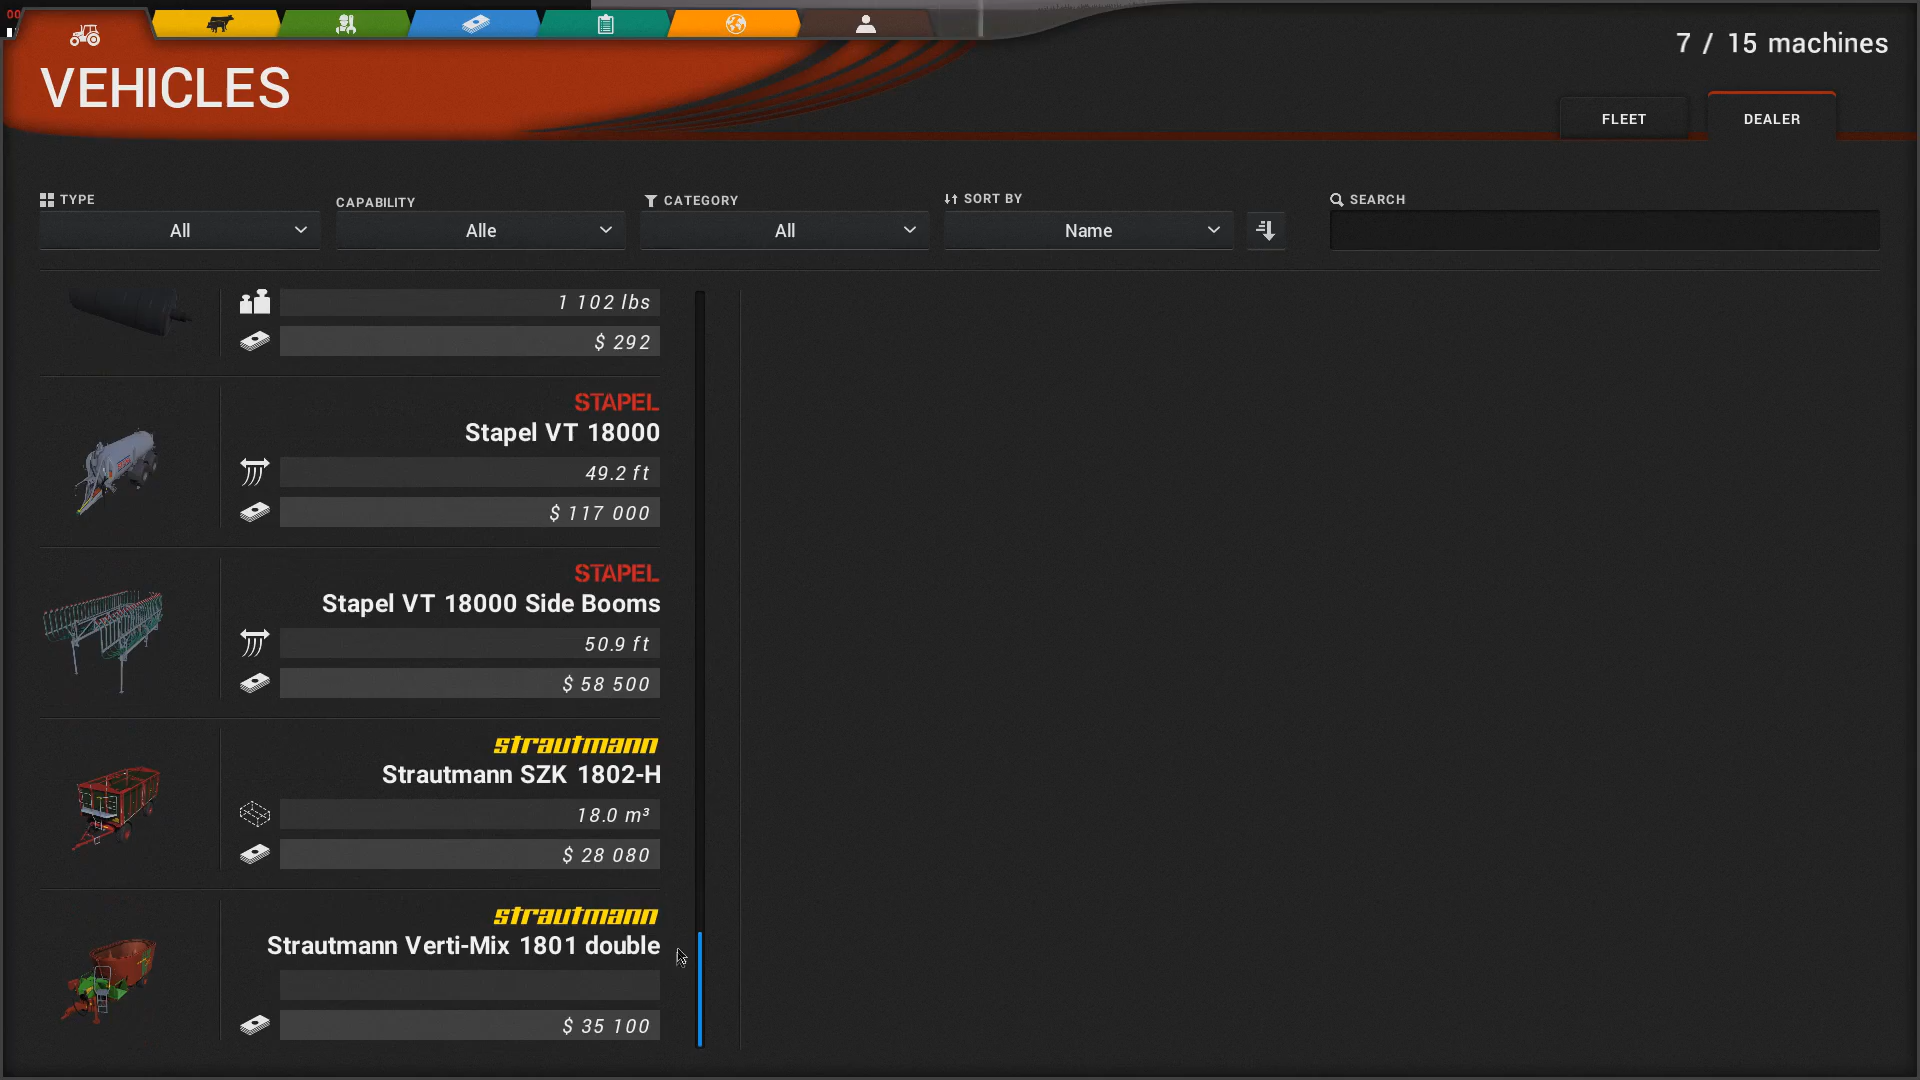 00
7 / 15 machines
VEHICLES
FLEET
DEALER
TYPE
CAPABILITY
CATEGORY
SORT BY
SEARCH
All
Alle
All
Name
1 102 lbs
$ 292
STAPEL
Stapel VT 18000
49.2 ft
$ 117 000
STAPEL
Stapel VT 18000 Side Booms
50.9 ft
$ 58 500
strautmann
Strautmann SZK 1802-H
18.0 m³
$ 28 080
strautmann
Strautmann Verti-Mix 1801 double
$ 35 100